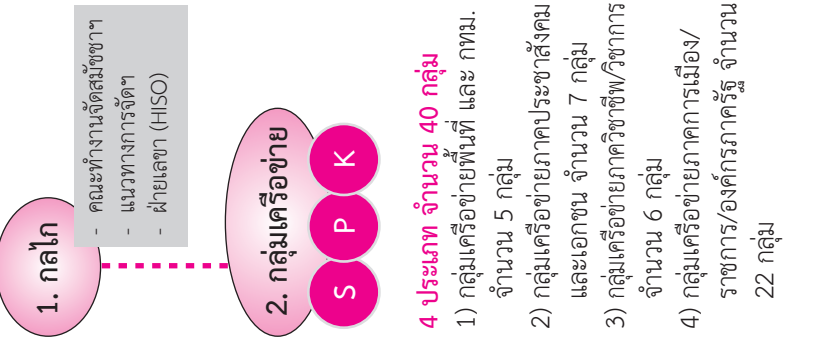 1. กลไก
- คณะทำงานจัดสมัชชาฯ
- แนวทางการจัดฯ
- ฝ่ายเลขา (HISO)
2. กลุ่มเครือข่าย
S P K
4 ประเภท จำนวน 40 กลุ่ม
1) กลุ่มเครือข่ายพื้นที่ และ กทม.
จำนวน 5 กลุ่ม
2) กลุ่มเครือข่ายภาคประชาสังคม
และเอกชน จำนวน 7 กลุ่ม
3) กลุ่มเครือข่ายภาควิชาชีพ/วิชาการ
จำนวน 6 กลุ่ม
4) กลุ่มเครือข่ายภาคการเมือง/
ราชการ/องค์กรภาครัฐ จำนวน
22 กลุ่ม